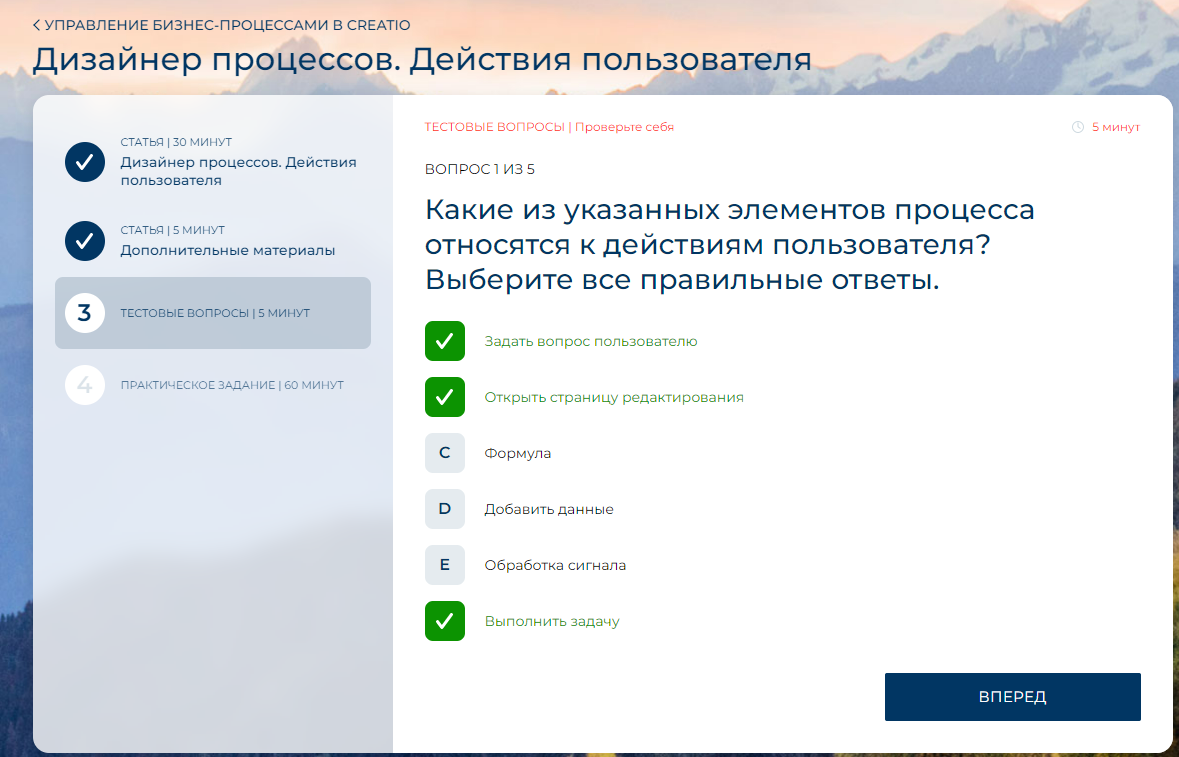 УПРАВЛЕНИЕ БИЗНЕС-ПРОЦЕССАМИ В CREATIO
Дизайнер процессов. Действия пользователя
СТАТЬЯ | 30 МИНУТ
Дизайнер процессов. Действия
пользователя
СТАТЬЯ | 5 МИНУТ
Дополнительные материалы
3 ТЕСТОВЫЕ ВОПРОСЫ | 5 МИНУТ
4 ПРАКТИЧЕСКОЕ ЗАДАНИЕ | 60 МИНУТ
ТЕСТОВЫЕ ВОПРОСЫ | Проверьте себя
5 минут
ВОПРОС 1 ИЗ 5
Какие из указанных элементов процесса
относятся к действиям пользователя?
Выберите все правильные ответы.
Задать вопрос пользователю
Открыть страницу редактирования
C Формула
D Добавить данные
E Обработка сигнала
Выполнить задачу
ВПЕРЕД